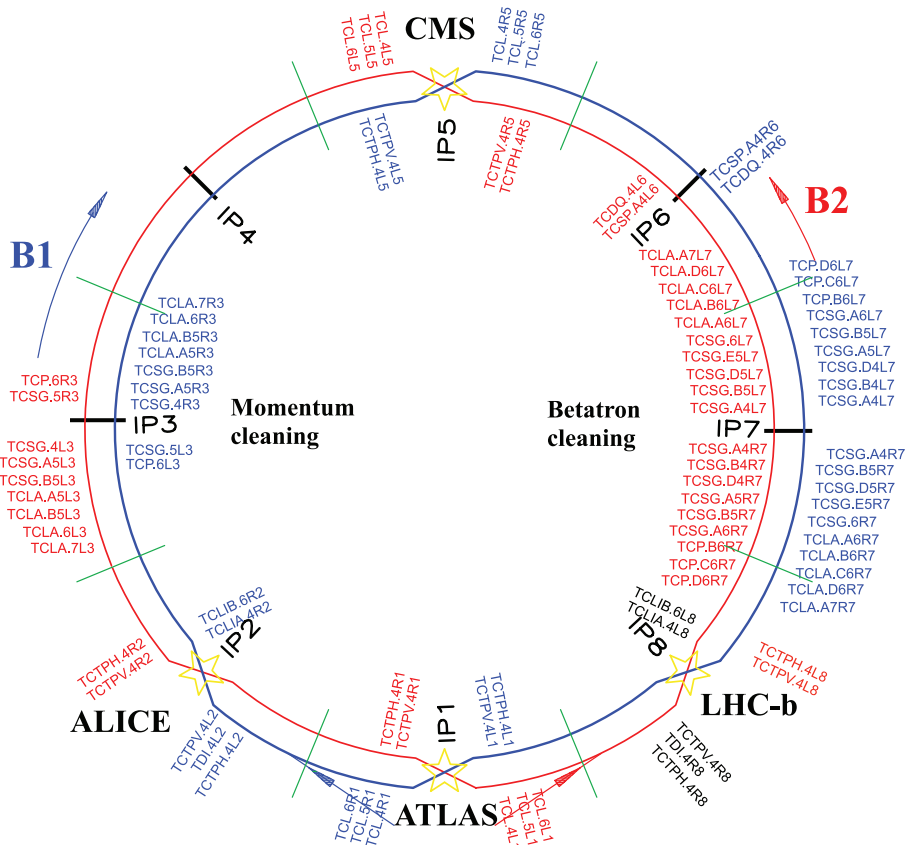 CMS
TCL.6L5
TCL.5L5
TCL.4L5
TCL.4R5
TCL.5R5
TCL.6R5
TCTPV.4L5
TCTPH.4L5
IP5
TCTPV.4R5
TCTPH.4R5
TCSP.A4R6
TCDQ.4R6
TCDQ.4L6
TCSP.A4L6
IP6
IP4
B1
B2
TCLA.7R3
TCLA.6R3
TCLA.B5R3
TCLA.A5R3
TCSG.B5R3
TCSG.A5R3
TCSG.4R3
TCP.6R3
TCSG.5R3
IP3
TCSG.5L3
TCP.6L3
TCSG.4L3
TCSG.A5L3
TCSG.B5L3
TCLA.A5L3
TCLA.B5L3
TCLA.6L3
TCLA.7L3
Momentum
cleaning
Betatron
cleaning
TCLA.A7L7
TCLA.D6L7
TCLA.C6L7
TCLA.B6L7
TCLA.A6L7
TCSG.6L7
TCSG.E5L7
TCSG.D5L7
TCSG.B5L7
TCSG.A4L7
TCP.D6L7
TCP.C6L7
TCP.B6L7
TCSG.A6L7
TCSG.B5L7
TCSG.A5L7
TCSG.D4L7
TCSG.B4L7
TCSG.A4L7
IP7
TCSG.A4R7
TCSG.B4R7
TCSG.D4R7
TCSG.A5R7
TCSG.B5R7
TCSG.A6R7
TCP.B6R7
TCP.C6R7
TCP.D6R7
TCSG.A4R7
TCSG.B5R7
TCSG.D5R7
TCSG.E5R7
TCSG.6R7
TCLA.A6R7
TCLA.B6R7
TCLA.C6R7
TCLA.D6R7
TCLA.A7R7
TCLIB.6R2
TCLIA.4R2
IP2
TCTPH.4R2
TCTPV.4R2
ALICE
TCTPV.4L2
TDI.4L2
TCTPH.4L2
TCLIB.6L8
TCLIA.4L8
IP8
TCTPH.4L8
TCTPV.4L8
LHC-b
TCTPV.4R8
TDI.4R8
TCTPH.4R8
TCTPH.4R1
TCTPV.4R1
IP1
TCTPH.4L1
TCTPV.4L1
TCL.6R1
TCL.5R1
TCL.4R1
ATLAS
TCL.6L1
TCL.5L1
TCL.4L1